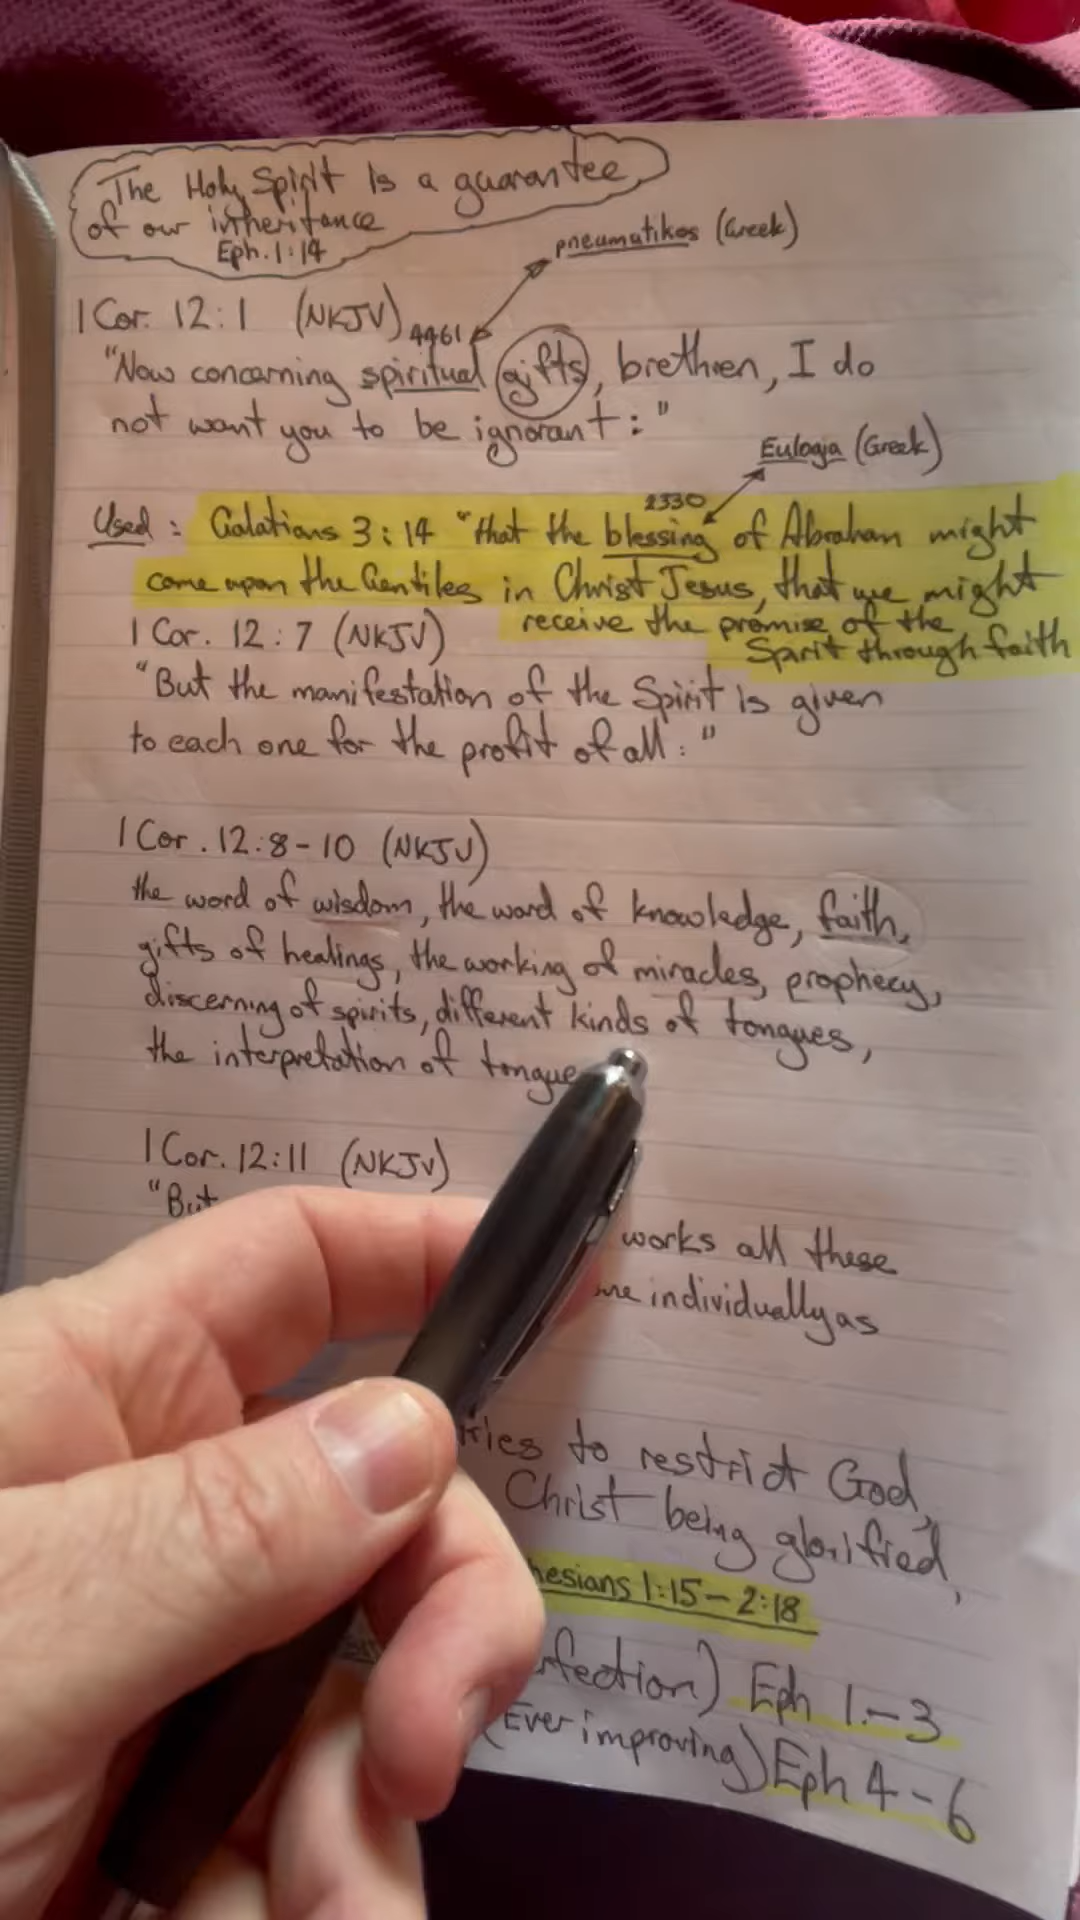 The Holy Spirit is a guarantee
of our intheritance
Eph. 1:14
pneumatikos (Greek)
1 Cor. 12:1 (NKJV) 4461
"Now concerning spiritual gifts, brethren, I do
not want you to be ignorant:"
Eulogia (Greek)
2330
Used: Galatians 3:14 "that the blessing of Abraham might
come upon the Gentiles in Christ Jesus, that we might
receive the promise of the
Spirit through faith
1 Cor. 12:7 (NKJV)
"But the manifestation of the Spirit is given
to each one for the profit of all:"
1 Cor. 12:8-10 (NKJV)
the word of wisdom, the word of knowledge, faith,
gifts of healings, the working of miracles, prophecy,
discerning of spirits, different kinds of tongues,
the interpretation of tongue
1 Cor. 12:11 (NKJV)
"But
works all these
individually as
to restrict God,
Christ being glorified,
hesians 1:15-2:18
fection) Eph 1-3
(Ever improving) Eph 4-6